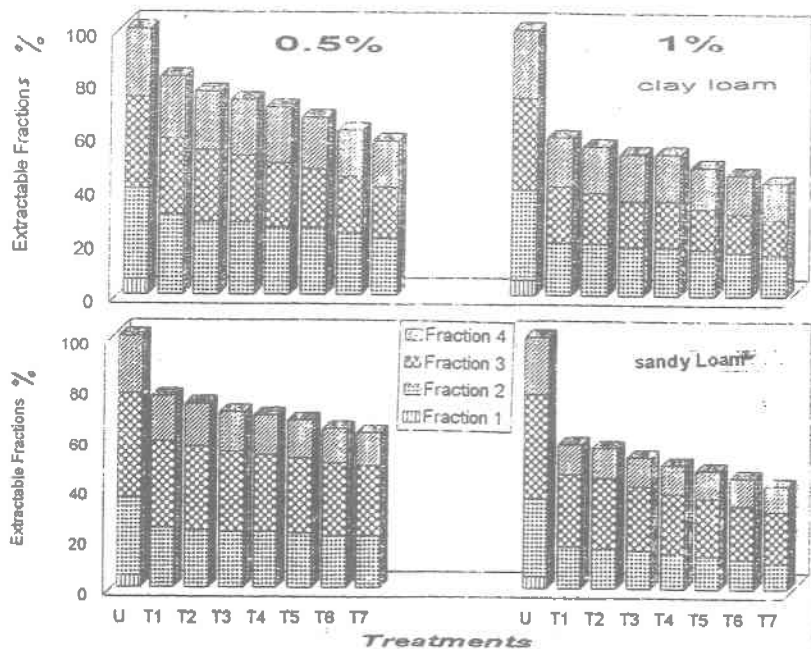 100 % 0.5% 1%
clay loam
Extractable Fractions
80
60
40
20
0
100
Extractable Fractions %
80
60
40
20
0
Fraction 4
Fraction 3
Fraction 2
Fraction 1
sandy Loam
U T1 T2 T3 T4 T5 T6 T7 U T1 T2 T3 T4 T5 T6 T7
Treatments